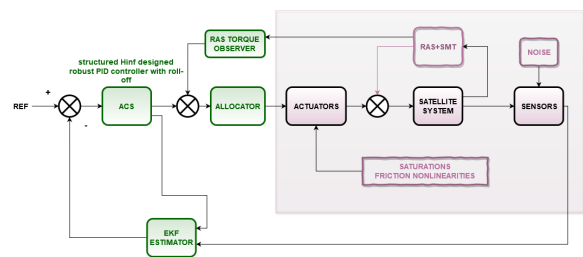 RAS TORQUE
OBSERVER
RAS+SMT
NOISE
structured Hinf designed
robust PID controller with roll-
off
+
REF
-
ACS
ALLOCATOR
ACTUATORS
SATELLITE
SYSTEM
SENSORS
SATURATIONS
FRICTION NONLINEARITIES
EKF
ESTIMATOR